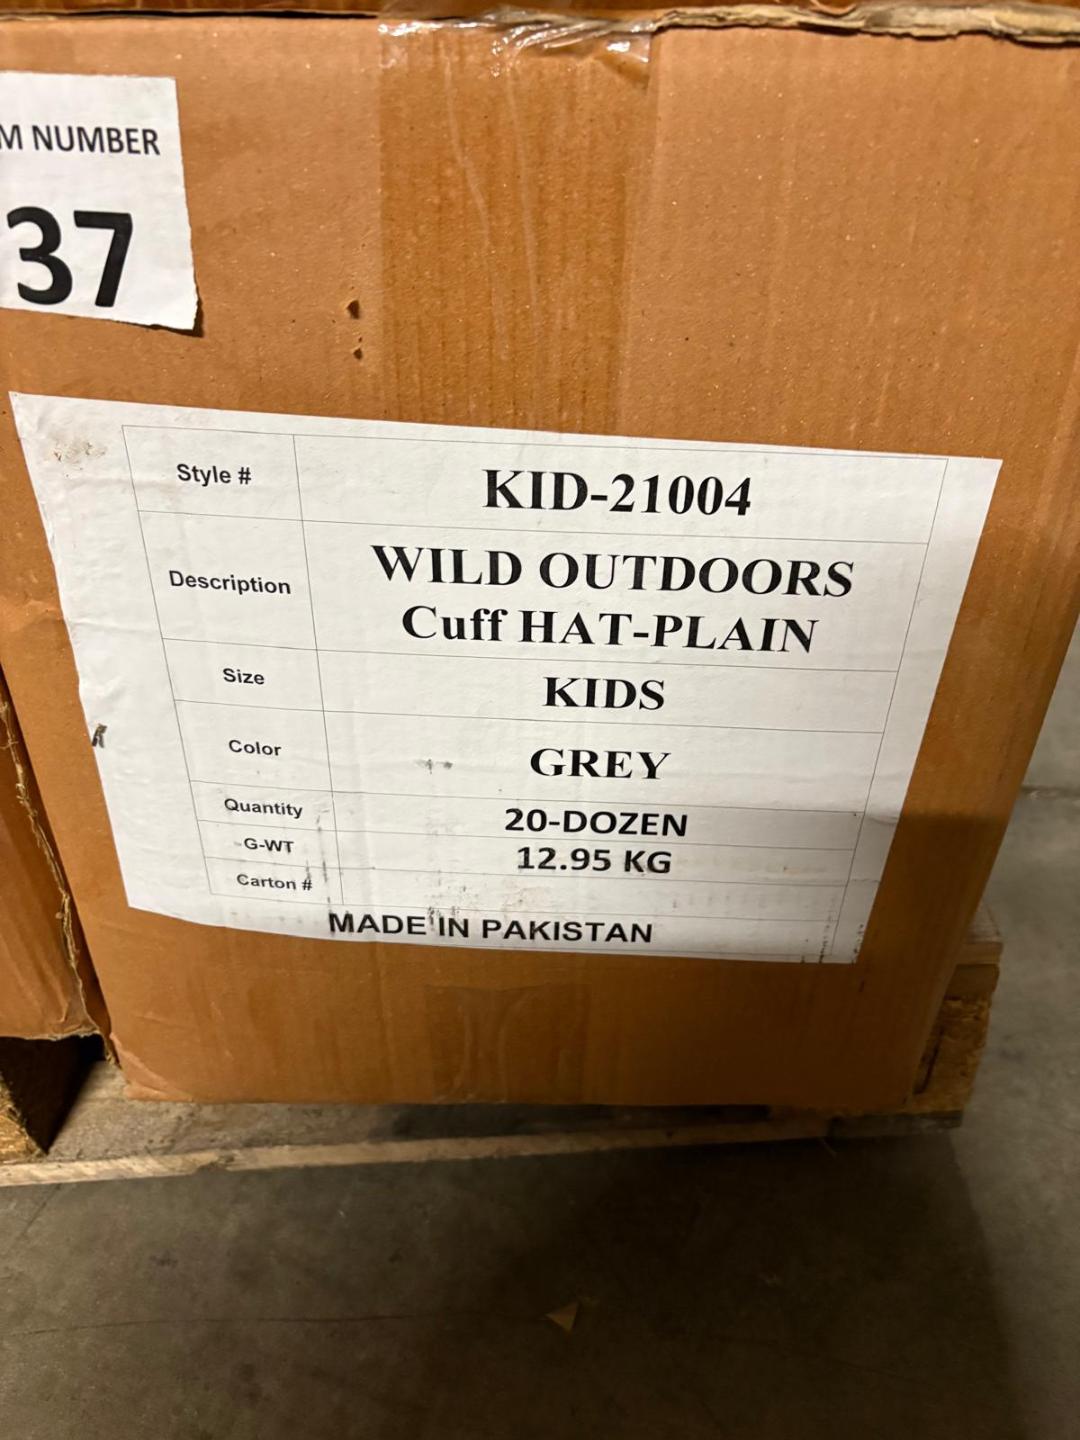 M NUMBER
37
Style # KID-21004
Description WILD OUTDOORS
Cuff HAT-PLAIN
Size KIDS
Color GREY
Quantity 20-DOZEN
G-WT 12.95 KG
Carton #
MADE IN PAKISTAN